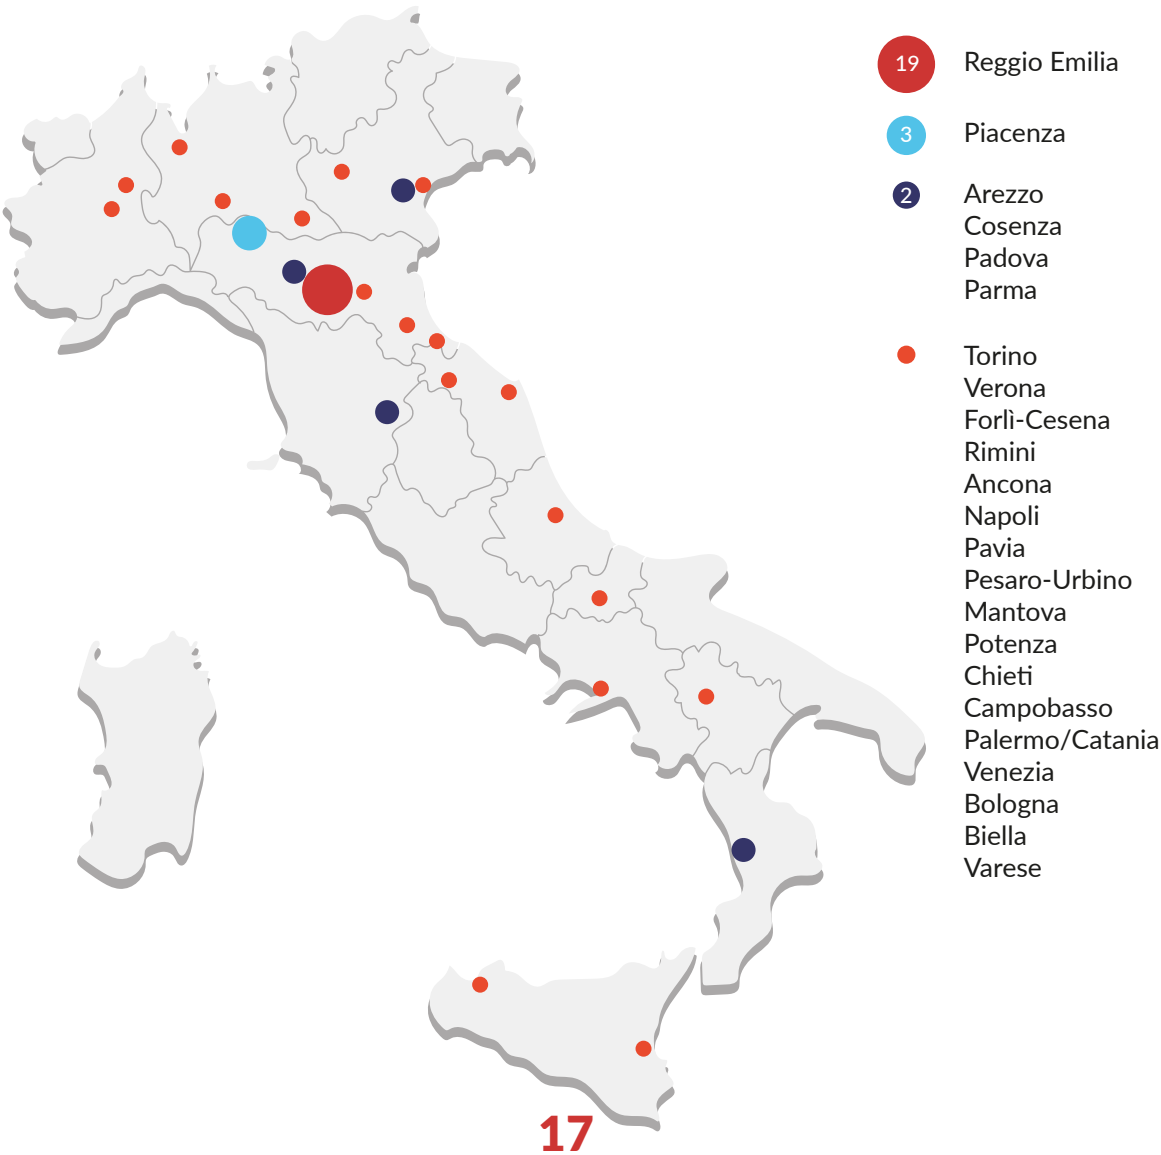 19 Reggio Emilia
3 Piacenza
2 Arezzo
Cosenza
Padova
Parma
Torino
Verona
Forlì-Cesena
Rimini
Ancona
Napoli
Pavia
Pesaro-Urbino
Mantova
Potenza
Chieti
Campobasso
Palermo/Catania
Venezia
Bologna
Biella
Varese
17